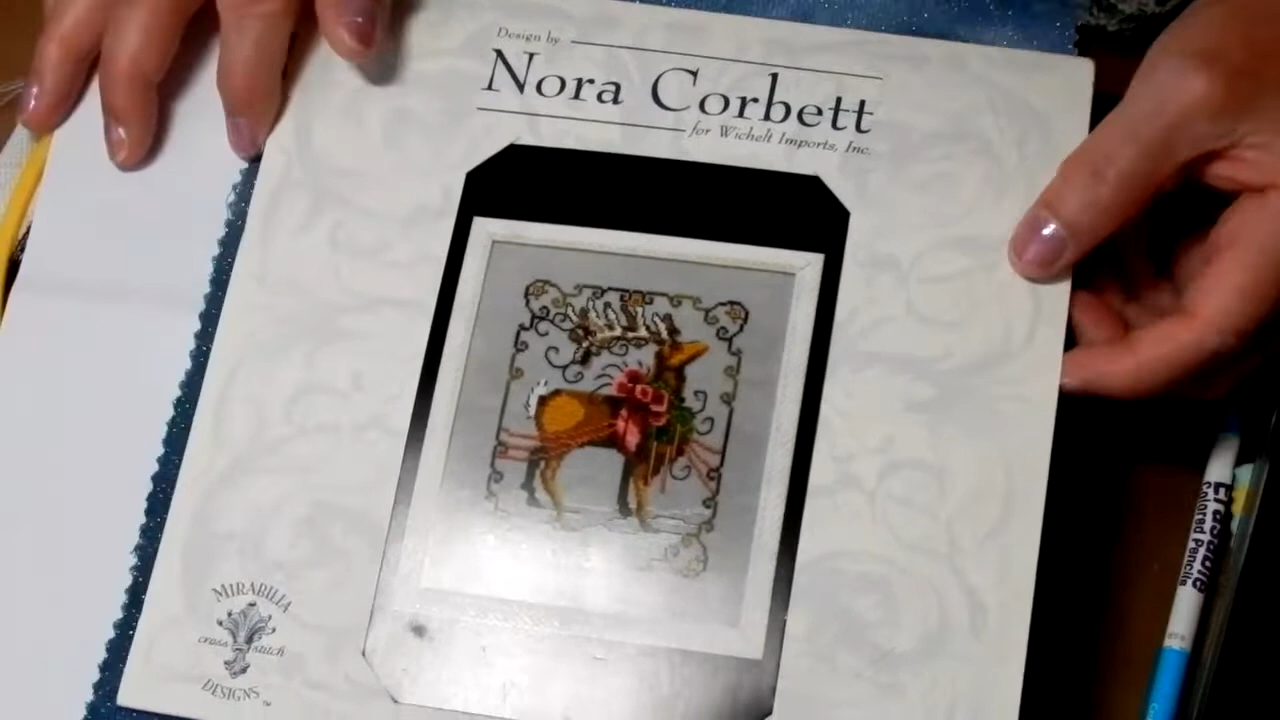 Design by
Nora Corbett
for Wichelt Imports, Inc.
MIRABILIA
cross stitch
DESIGNS
Erasable
Colored Pencils